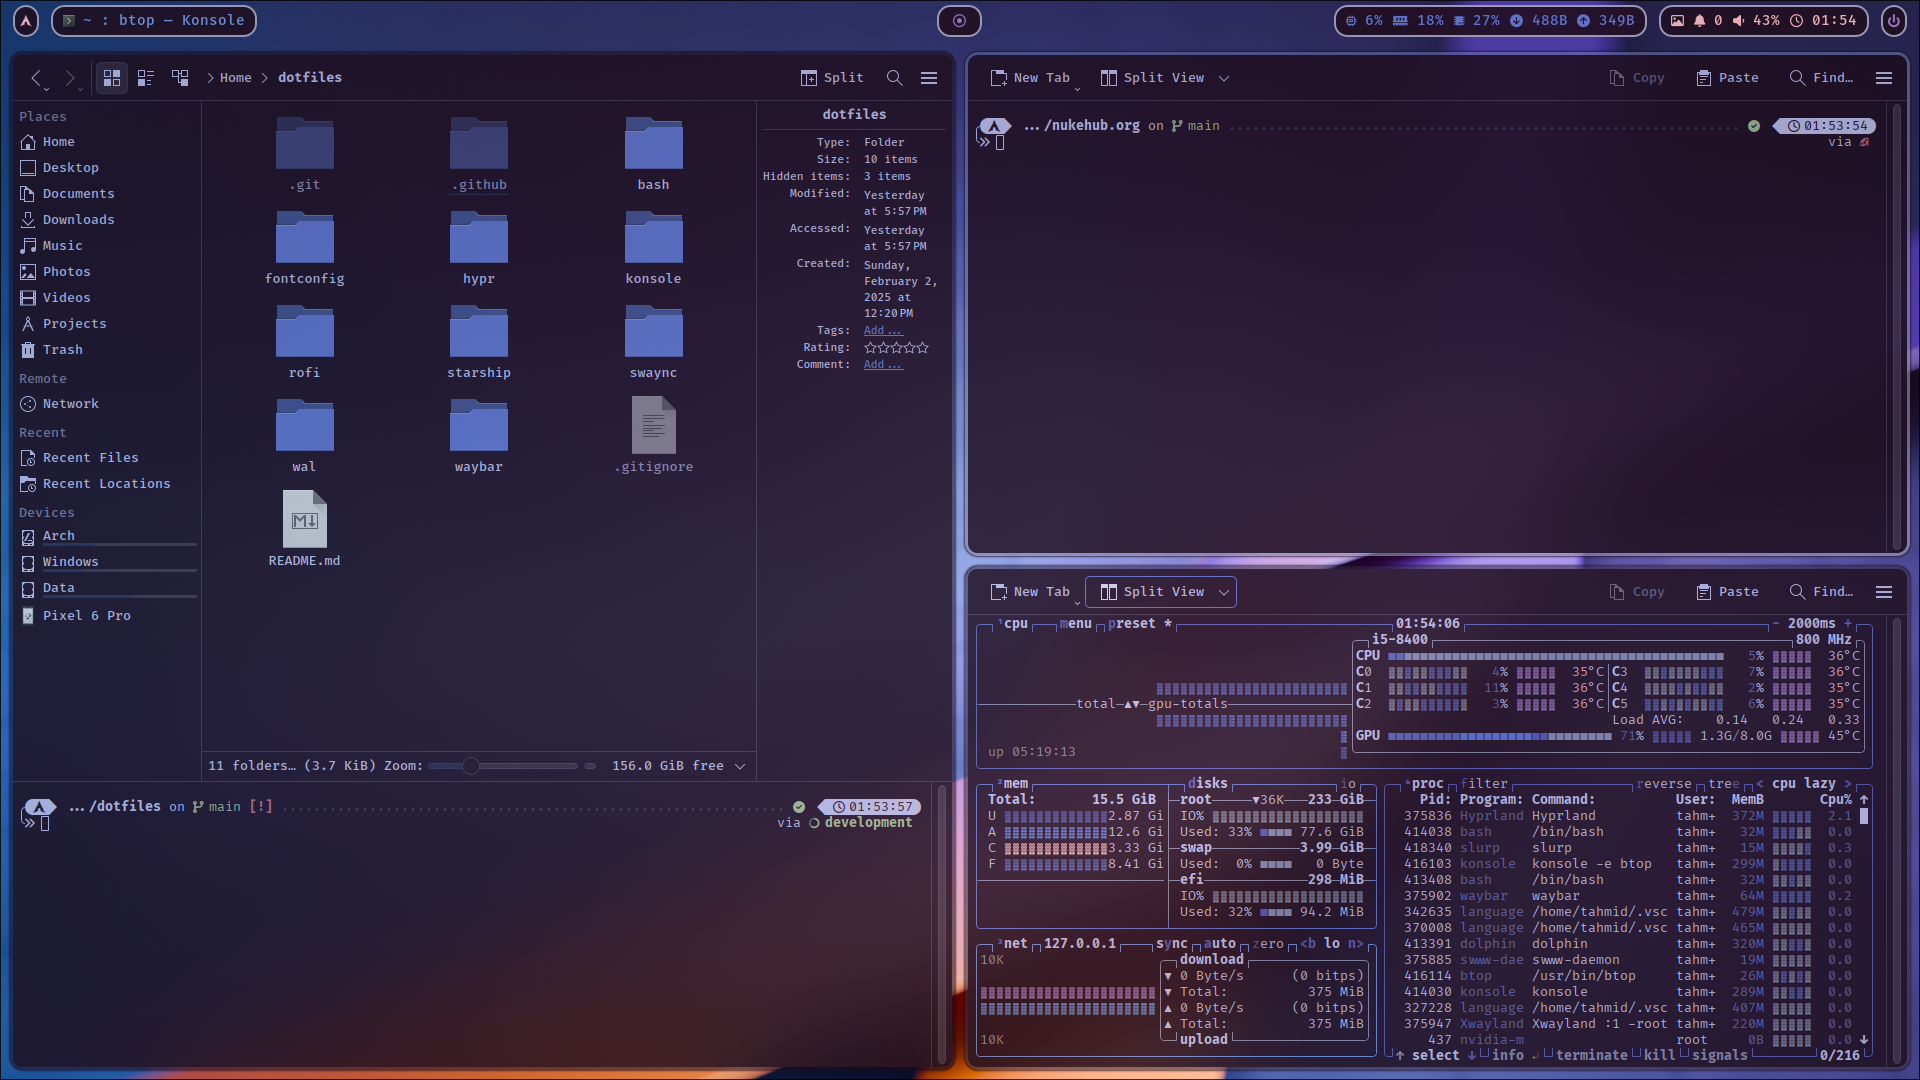 ~ : btop — Konsole
6% 18% 27% 488B 349B
0 43% 01:54
Home dotfiles
Split
Places
Home
Desktop
Documents
Downloads
Music
Photos
Videos
Projects
Trash
Remote
Network
Recent
Recent Files
Recent Locations
Devices
Arch
Windows
Data
Pixel 6 Pro
.git .github bash
fontconfig hypr konsole
rofi starship swaync
wal waybar .gitignore
README.md
dotfiles
Type: Folder
Size: 10 items
Hidden items: 3 items
Modified: Yesterday
at 5:57 PM
Accessed: Yesterday
at 5:57 PM
Created: Sunday,
February 2,
2025 at
12:20 PM
Tags: Add...
Rating:
Comment: Add...
11 folders… (3.7 KiB) Zoom: 156.0 GiB free
…/dotfiles on main [!] 01:53:57
via development
New Tab Split View Copy Paste Find…
…/nukehub.org on main 01:53:54
via
New Tab Split View Copy Paste Find…
¹cpu menu preset * 01:54:06 - 2000ms +
i5-8400 800 MHz
CPU 5% 36°C
C0 4% 35°C C3 7% 36°C
C1 11% 36°C C4 2% 35°C
C2 3% 36°C C5 6% 35°C
total ▲▼ gpu-totals
Load AVG: 0.14 0.24 0.33
GPU 71% 1.3G/8.0G 45°C
up 05:19:13
²mem
Total: 15.5 GiB
U 2.87 Gi
A 12.6 Gi
C 3.33 Gi
F 8.41 Gi
disks io
root ▼36K 233 GiB
IO%
Used: 33% 77.6 GiB
swap 3.99 GiB
Used: 0% 0 Byte
efi 298 MiB
IO%
Used: 32% 94.2 MiB
³net 127.0.0.1 sync auto zero <b lo n>
10K
download
▼ 0 Byte/s (0 bitps)
▼ Total: 375 MiB
▲ 0 Byte/s (0 bitps)
▲ Total: 375 MiB
upload
10K
⁴proc filter reverse tree < cpu lazy >
Pid: Program: Command: User: MemB Cpu% ↑
375836 Hyprland Hyprland tahm+ 372M 2.1
414038 bash /bin/bash tahm+ 32M 0.0
418340 slurp slurp tahm+ 15M 0.3
416103 konsole konsole -e btop tahm+ 299M 0.0
413408 bash /bin/bash tahm+ 32M 0.0
375902 waybar waybar tahm+ 64M 0.2
342635 language /home/tahmid/.vsc tahm+ 479M 0.0
370008 language /home/tahmid/.vsc tahm+ 465M 0.0
413391 dolphin dolphin tahm+ 320M 0.0
375885 swww-dae swww-daemon tahm+ 19M 0.0
416114 btop /usr/bin/btop tahm+ 26M 0.0
414030 konsole konsole tahm+ 289M 0.0
327228 language /home/tahmid/.vsc tahm+ 407M 0.0
375947 Xwayland Xwayland :1 -root tahm+ 220M 0.0
437 nvidia-m root 0B 0.0 ↓
↑ select ↓ info ↵ terminate kill signals 0/216